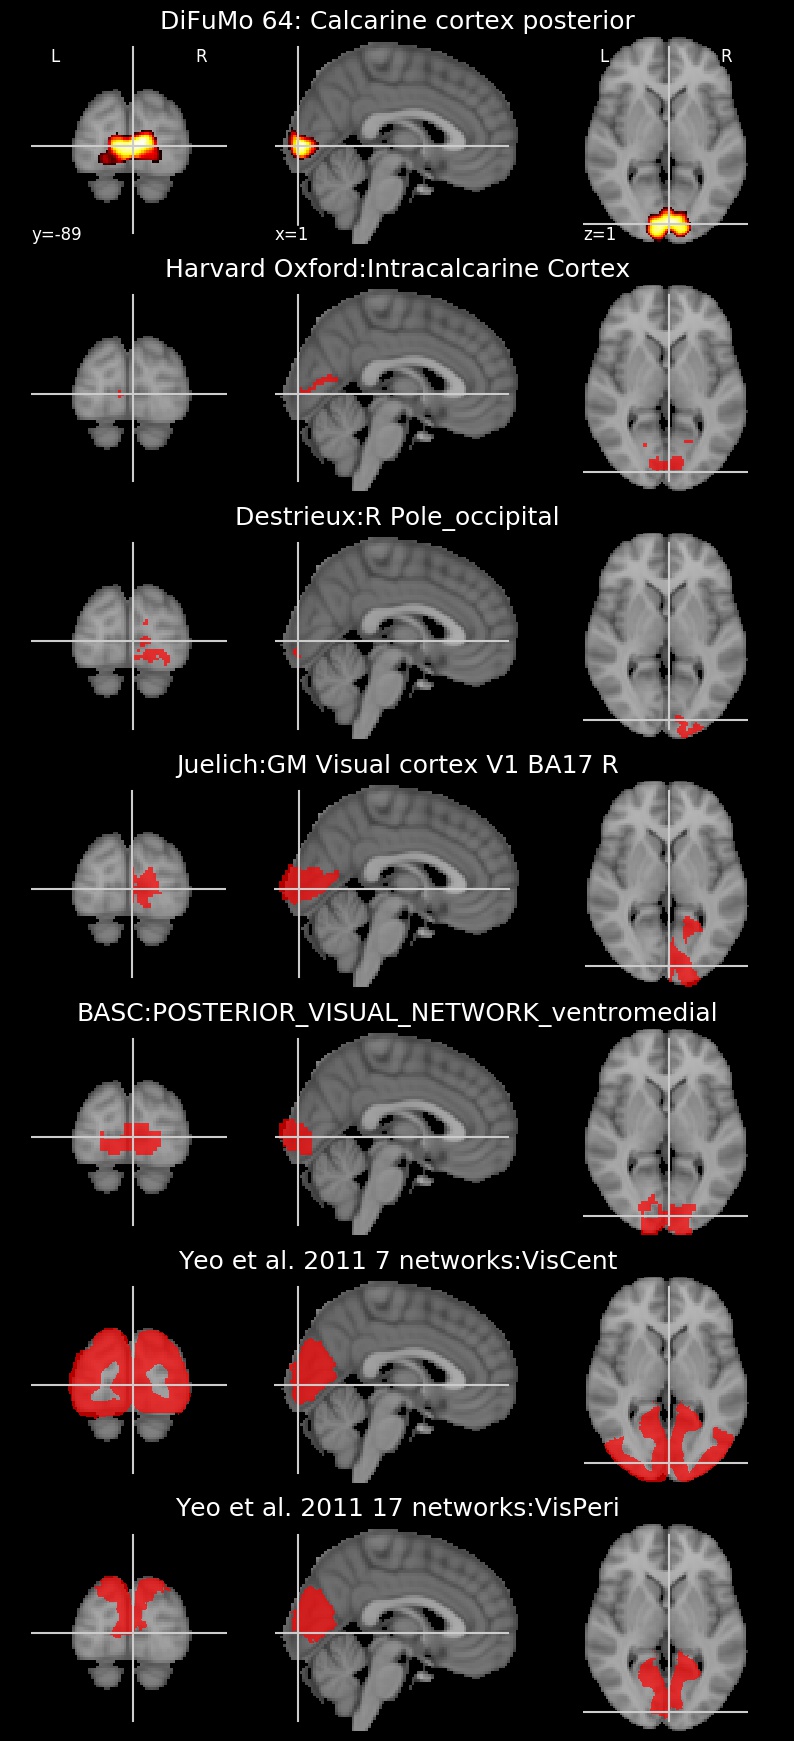 DiFuMo 64: Calcarine cortex posterior
L R L R
y=-89 x=1 z=1
Harvard Oxford:Intracalcarine Cortex
Destrieux:R Pole_occipital
Juelich:GM Visual cortex V1 BA17 R
BASC:POSTERIOR_VISUAL_NETWORK_ventromedial
Yeo et al. 2011 7 networks:VisCent
Yeo et al. 2011 17 networks:VisPeri